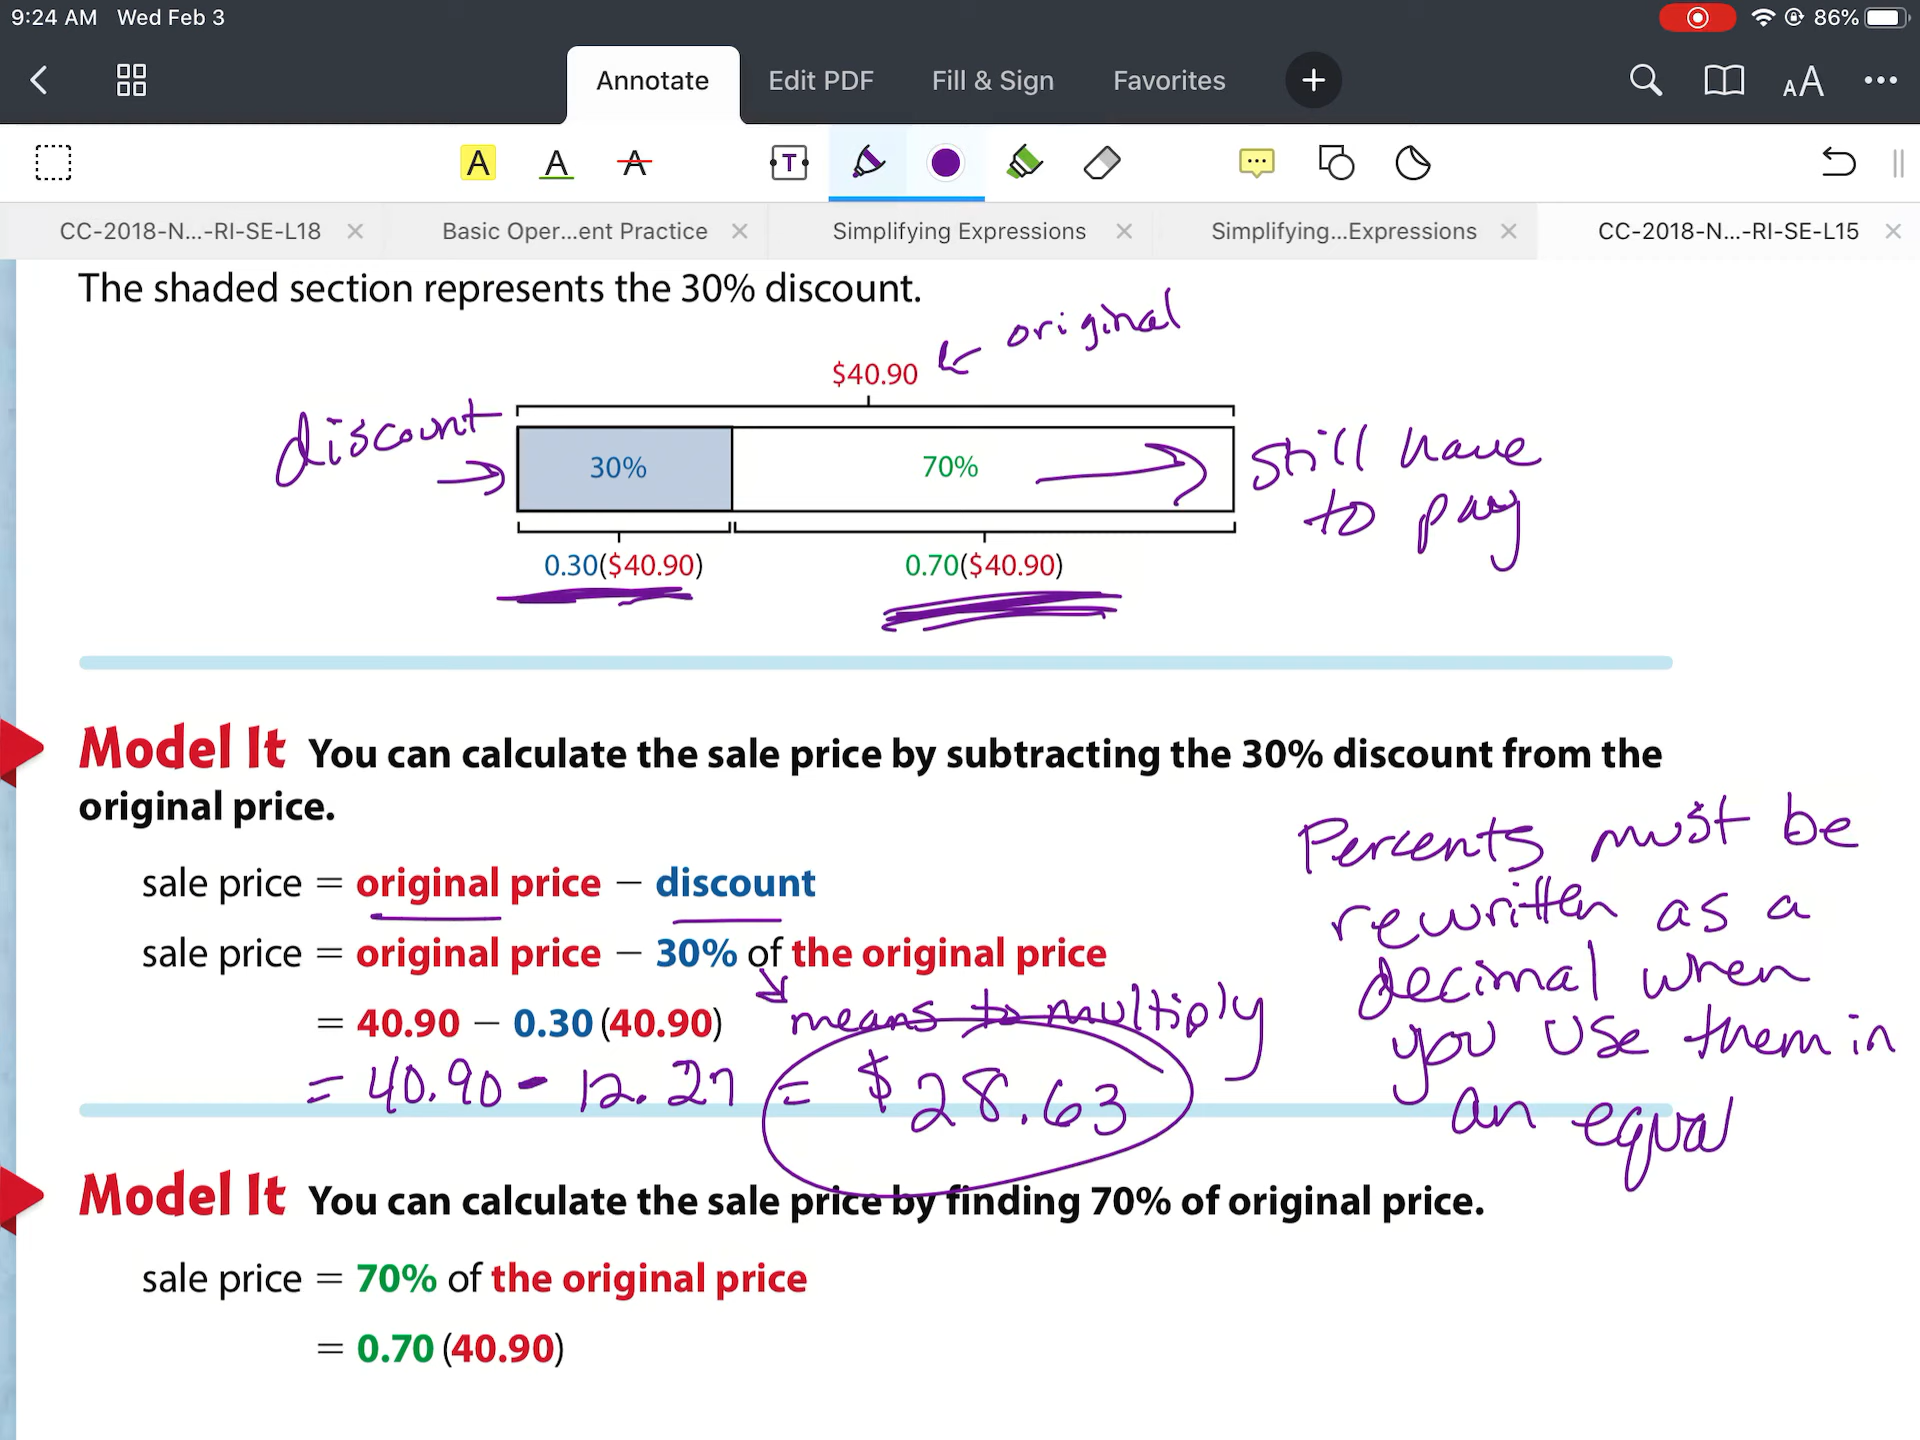 9:24 AM Wed Feb 3
86%
Annotate Edit PDF Fill & Sign Favorites +
AA
A A A T
CC-2018-N...-RI-SE-L18 × Basic Oper...ent Practice × Simplifying Expressions × Simplifying...Expressions × CC-2018-N...-RI-SE-L15 ×
The shaded section represents the 30% discount.
original
$40.90
discount
30% 70%
still have
to pay
0.30($40.90) 0.70($40.90)
Model It You can calculate the sale price by subtracting the 30% discount from the
original price.
sale price = original price − discount
sale price = original price − 30% of the original price
means to multiply
= 40.90 − 0.30 (40.90)
= 40.90 - 12.27 = $28.63
Percents must be
rewritten as a
decimal when
you use them in
an equal
Model It You can calculate the sale price by finding 70% of original price.
sale price = 70% of the original price
= 0.70 (40.90)